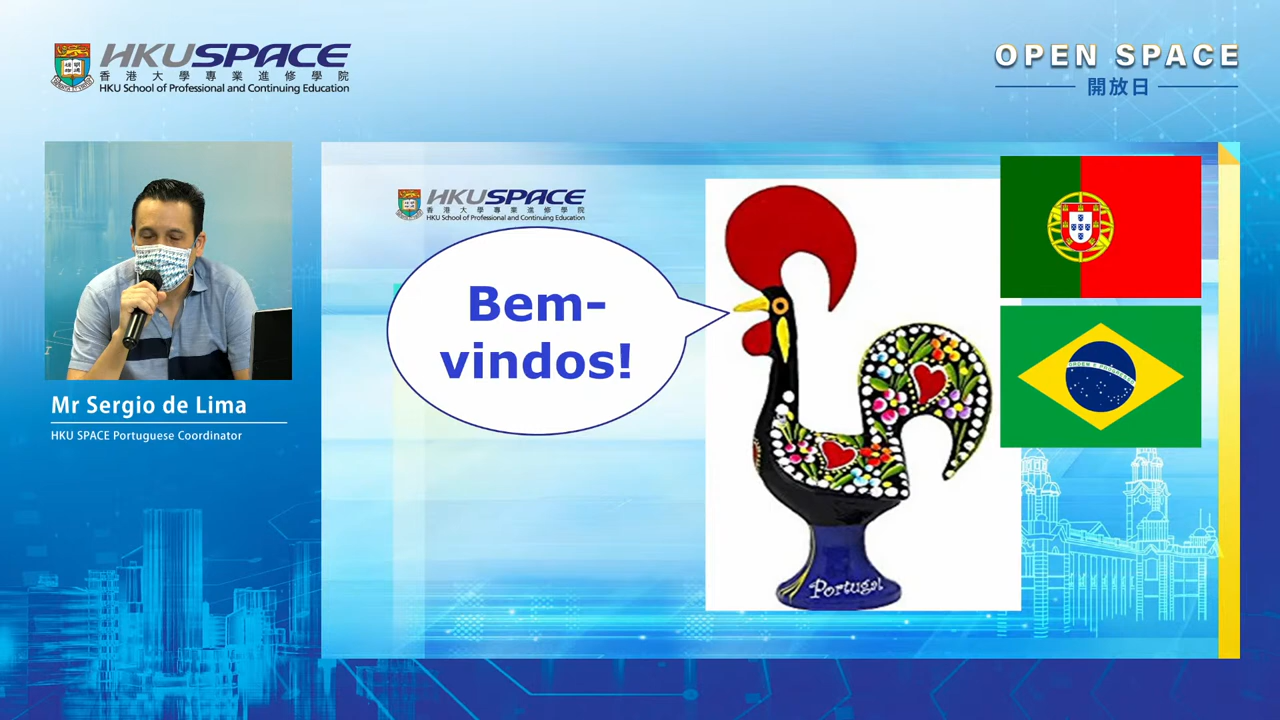 HKUSPACE
香港大學專業進修學院
HKU School of Professional and Continuing Education
OPEN SPACE
開放日
HKUSPACE
香港大學專業進修學院
HKU School of Professional and Continuing Education
Bem-
vindos!
Portugal
ORDEM E PROGRESSO
Mr Sergio de Lima
HKU SPACE Portuguese Coordinator